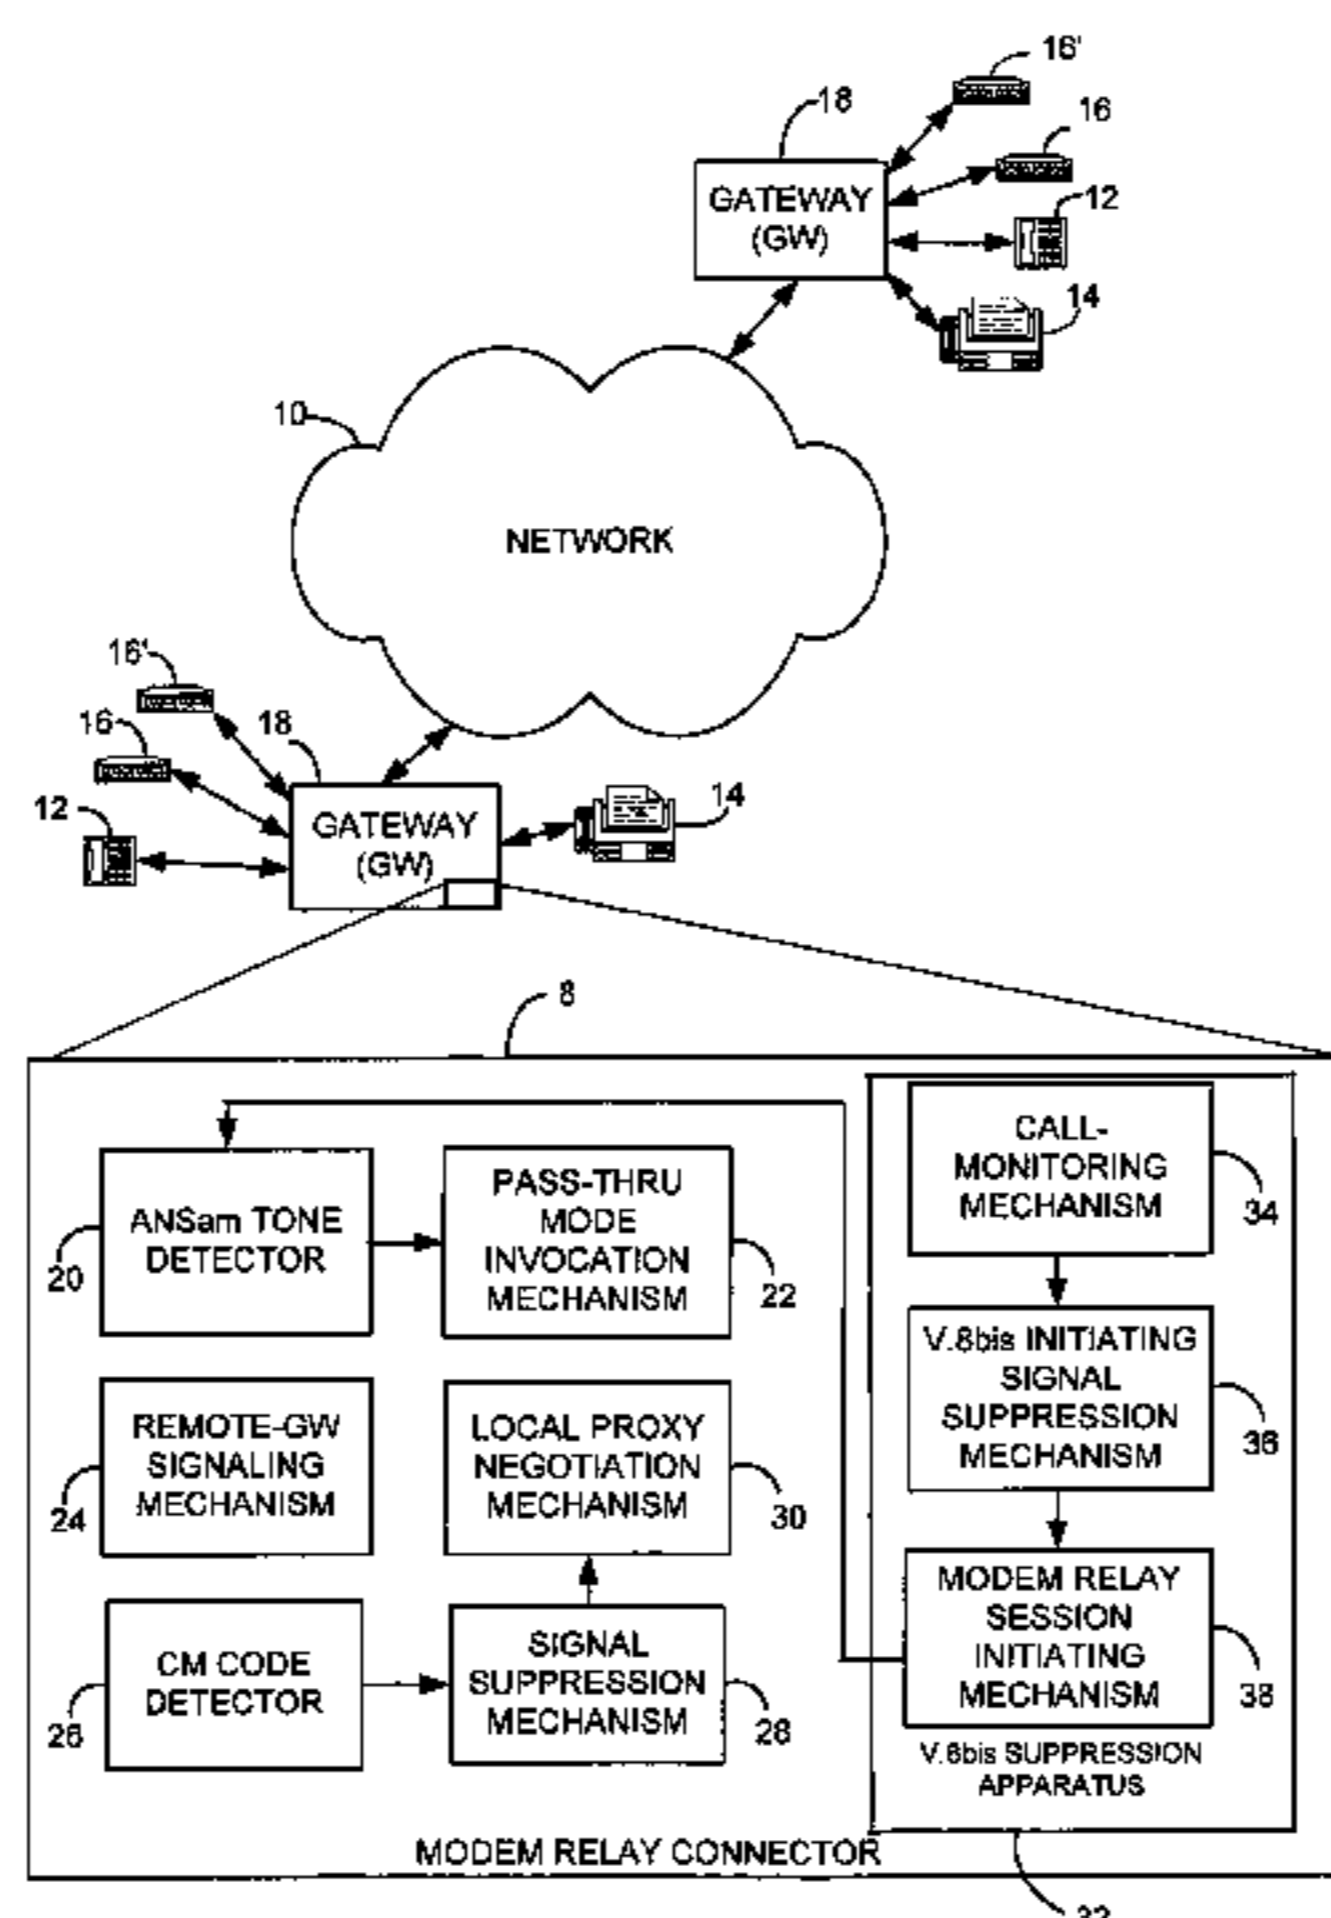 16'
18
16
GATEWAY
(GW)
12
14
10
NETWORK
16'
16
18
12
GATEWAY
(GW)
14
8
CALL-
MONITORING
MECHANISM
34
ANSam TONE
DETECTOR
20
PASS-THRU
MODE
INVOCATION
MECHANISM
22
V.8bis INITIATING
SIGNAL
SUPPRESSION
MECHANISM
36
REMOTE-GW
SIGNALING
MECHANISM
24
LOCAL PROXY
NEGOTIATION
MECHANISM
30
MODEM RELAY
SESSION
INITIATING
MECHANISM
38
CM CODE
DETECTOR
26
SIGNAL
SUPPRESSION
MECHANISM
28
V.8bis SUPPRESSION
APPARATUS
MODEM RELAY CONNECTOR